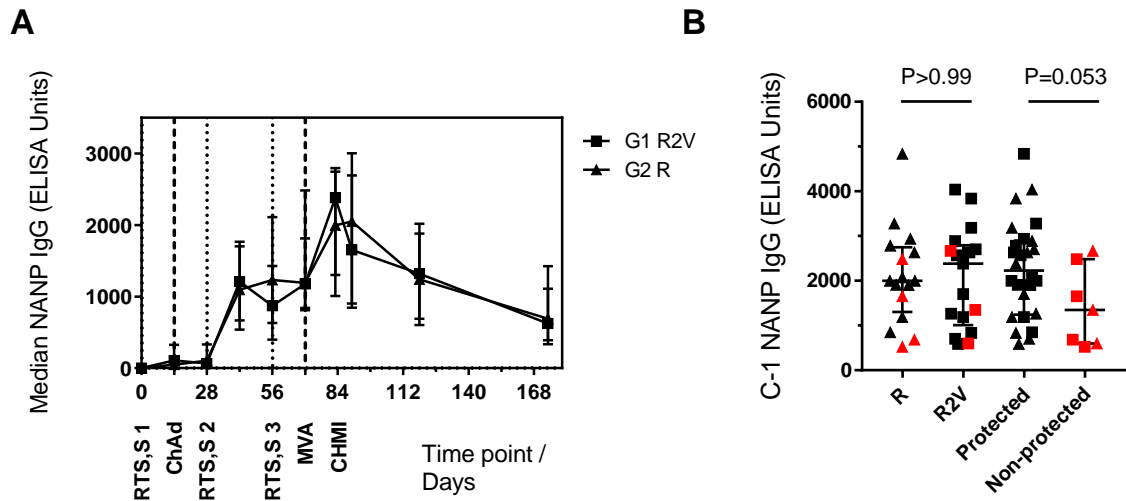 A
Median NANP IgG (ELISA Units)
3000
2000
1000
0
0 28 56 84 112 140 168
RTS,S 1
ChAd
RTS,S 2
RTS,S 3
MVA
CHMI
Time point /
Days
G1 R2V
G2 R
B
P>0.99 P=0.053
C-1 NANP IgG (ELISA Units)
6000
4000
2000
0
R
R2V
Protected
Non-protected